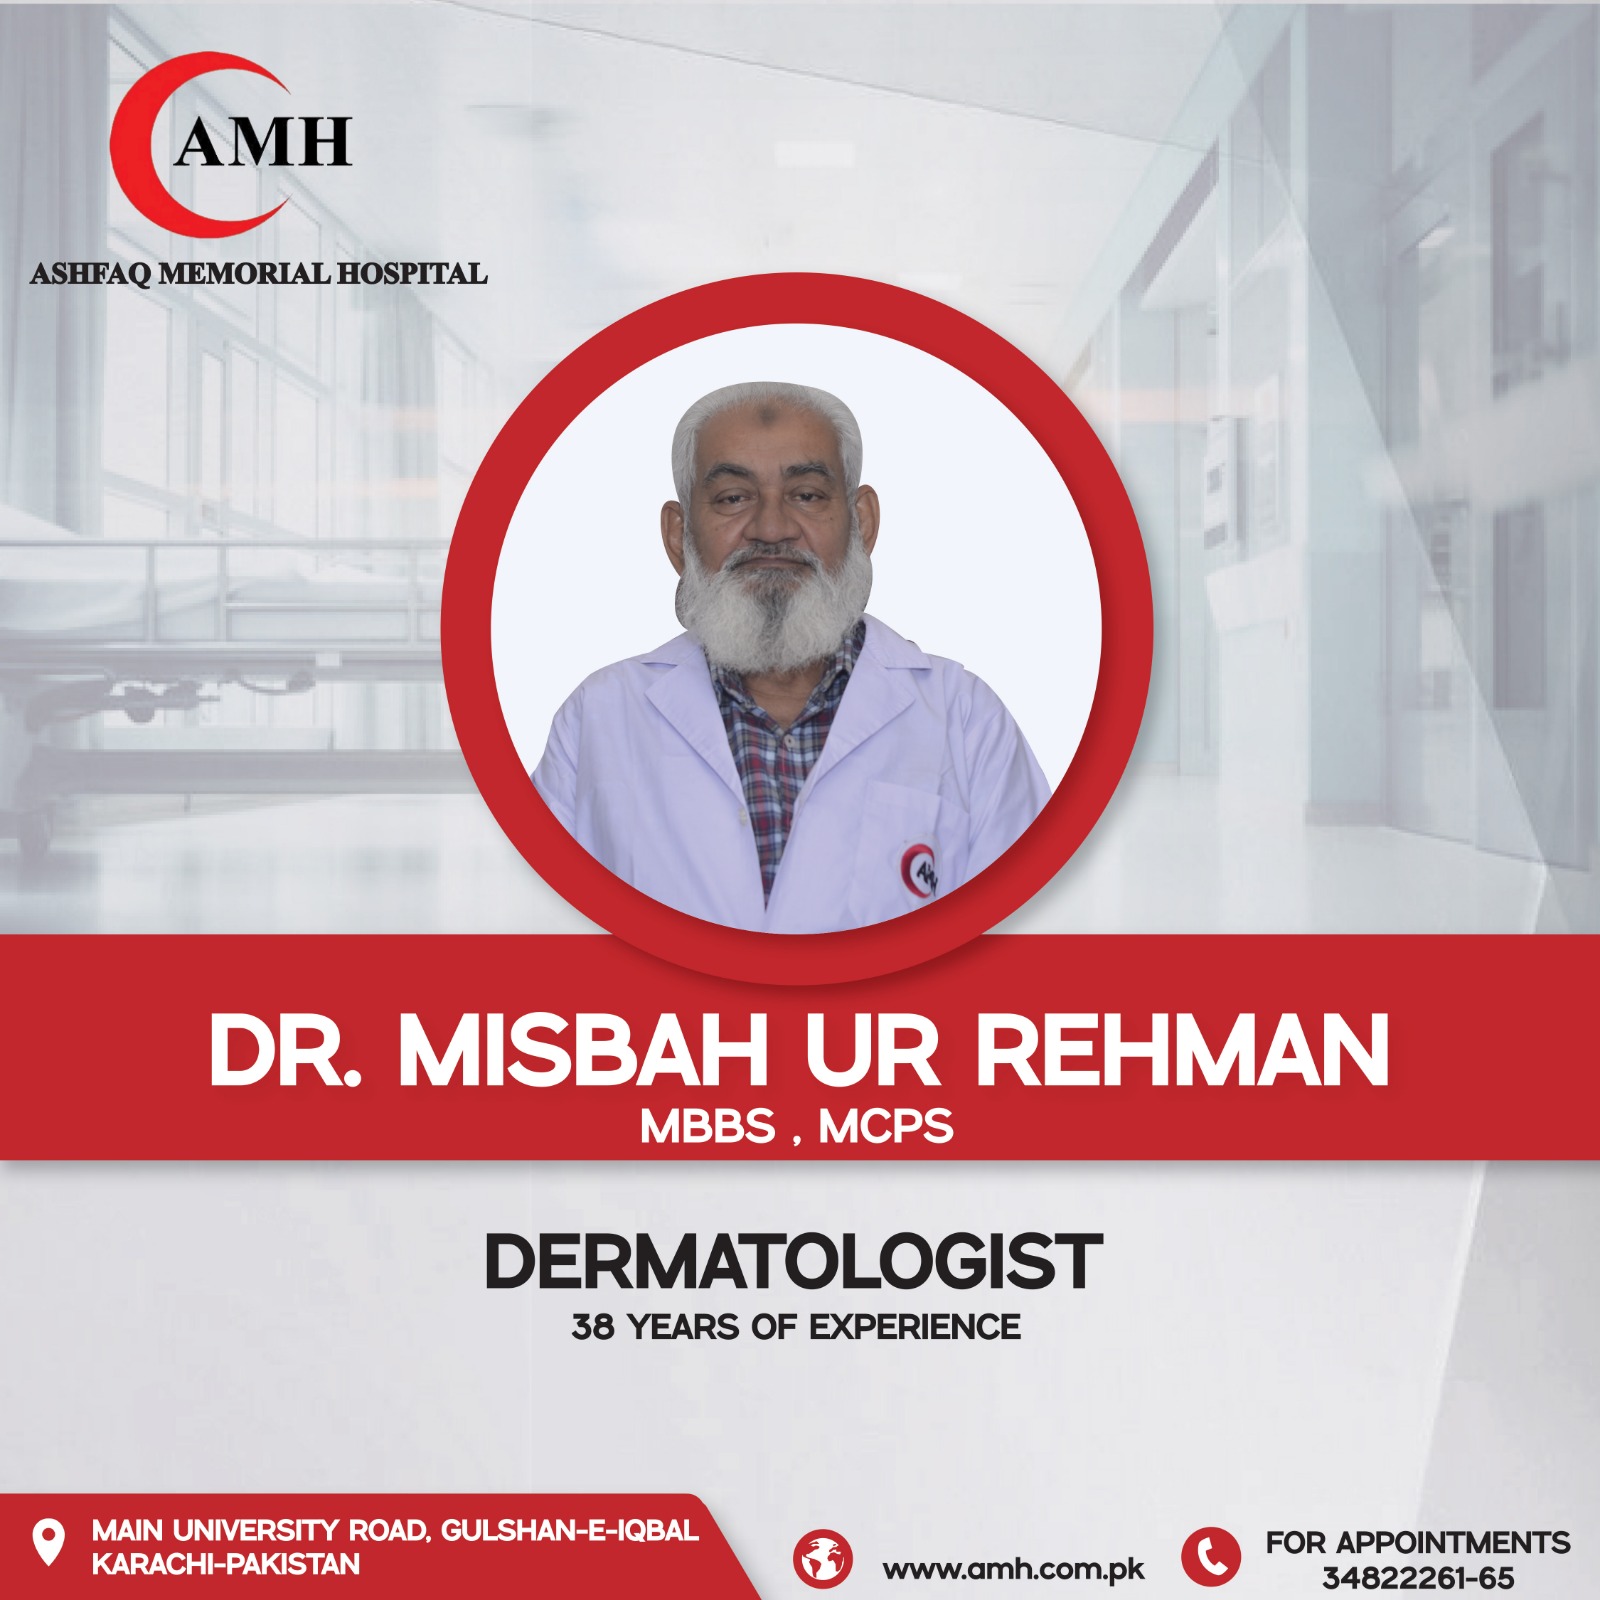 AMH
ASHFAQ MEMORIAL HOSPITAL
AMH
DR. MISBAH UR REHMAN
MBBS , MCPS
DERMATOLOGIST
38 YEARS OF EXPERIENCE
MAIN UNIVERSITY ROAD, GULSHAN-E-IQBAL
KARACHI-PAKISTAN
www.amh.com.pk
FOR APPOINTMENTS
34822261-65